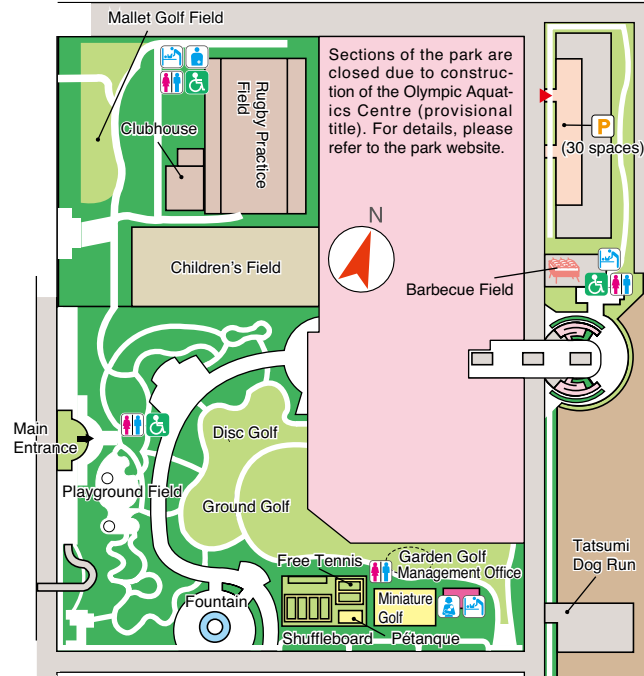 Mallet Golf Field
Clubhouse
Rugby Practice
Field
Sections of the park are
closed due to construc-
tion of the Olympic Aquat-
ics Centre (provisional
title). For details, please
refer to the park website.
P
(30 spaces)
N
Children's Field
Barbecue Field
Main
Entrance
Disc Golf
Playground Field
Ground Golf
Free Tennis
Garden Golf
Management Office
Tatsumi
Dog Run
Fountain
Miniature
Golf
Shuffleboard
Pétanque